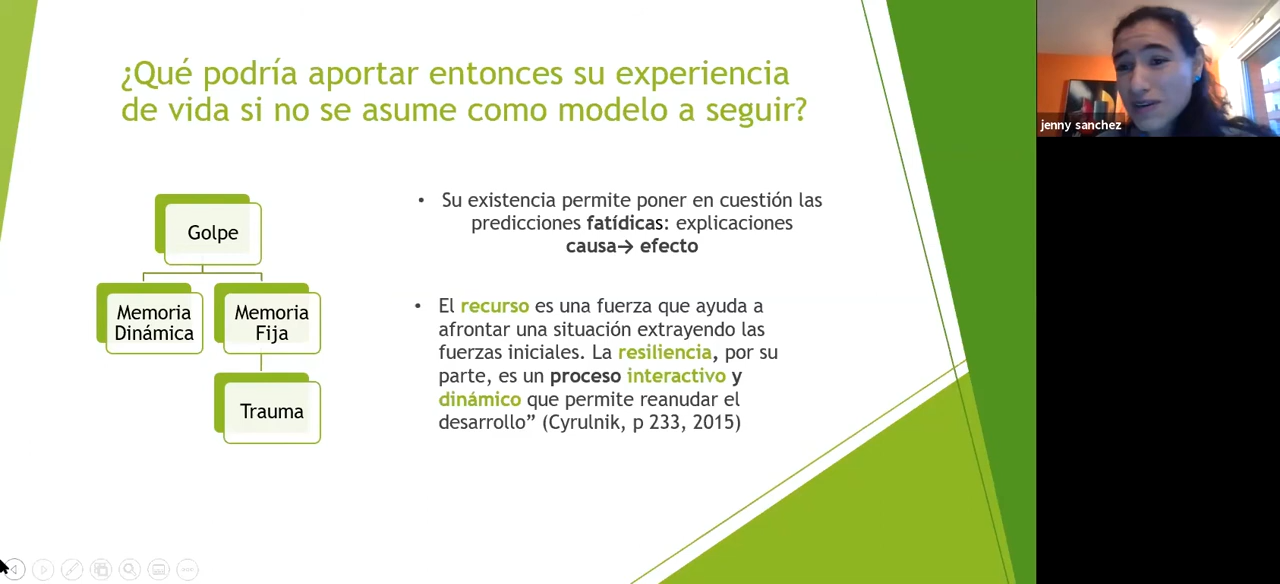 ¿Qué podría aportar entonces su experiencia
de vida si no se asume como modelo a seguir?
Golpe
Memoria
Dinámica
Memoria
Fija
Trauma
• Su existencia permite poner en cuestión las
predicciones fatídicas: explicaciones
causa→ efecto
• El recurso es una fuerza que ayuda a
afrontar una situación extrayendo las
fuerzas iniciales. La resiliencia, por su
parte, es un proceso interactivo y
dinámico que permite reanudar el
desarrollo” (Cyrulnik, p 233, 2015)
jenny sanchez